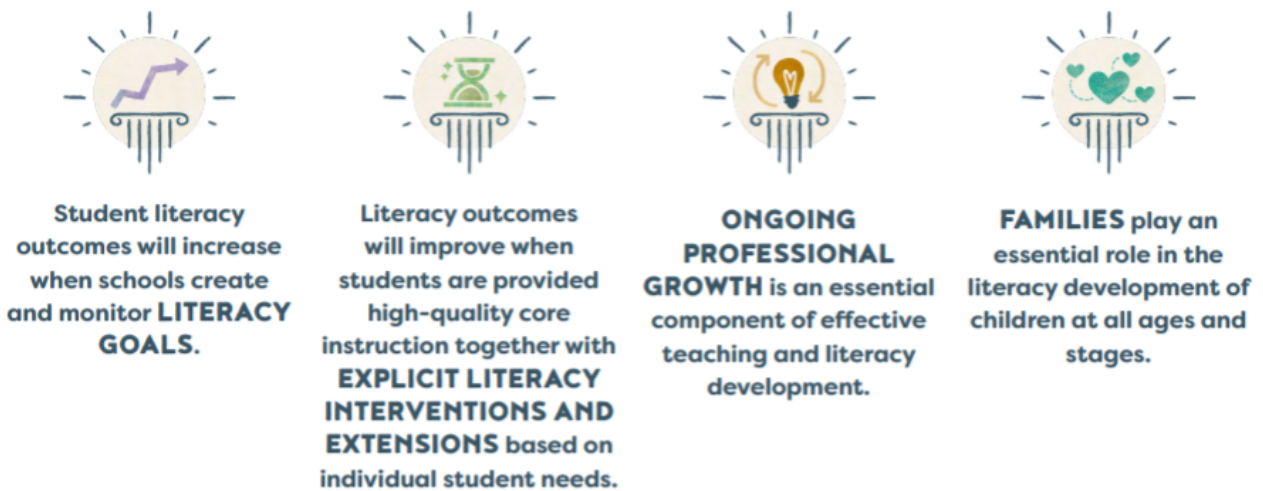 Student literacy
outcomes will increase
when schools create
and monitor LITERACY
GOALS.
Literacy outcomes
will improve when
students are provided
high-quality core
instruction together with
EXPLICIT LITERACY
INTERVENTIONS AND
EXTENSIONS based on
individual student needs.
ONGOING
PROFESSIONAL
GROWTH is an essential
component of effective
teaching and literacy
development.
FAMILIES play an
essential role in the
literacy development of
children at all ages and
stages.